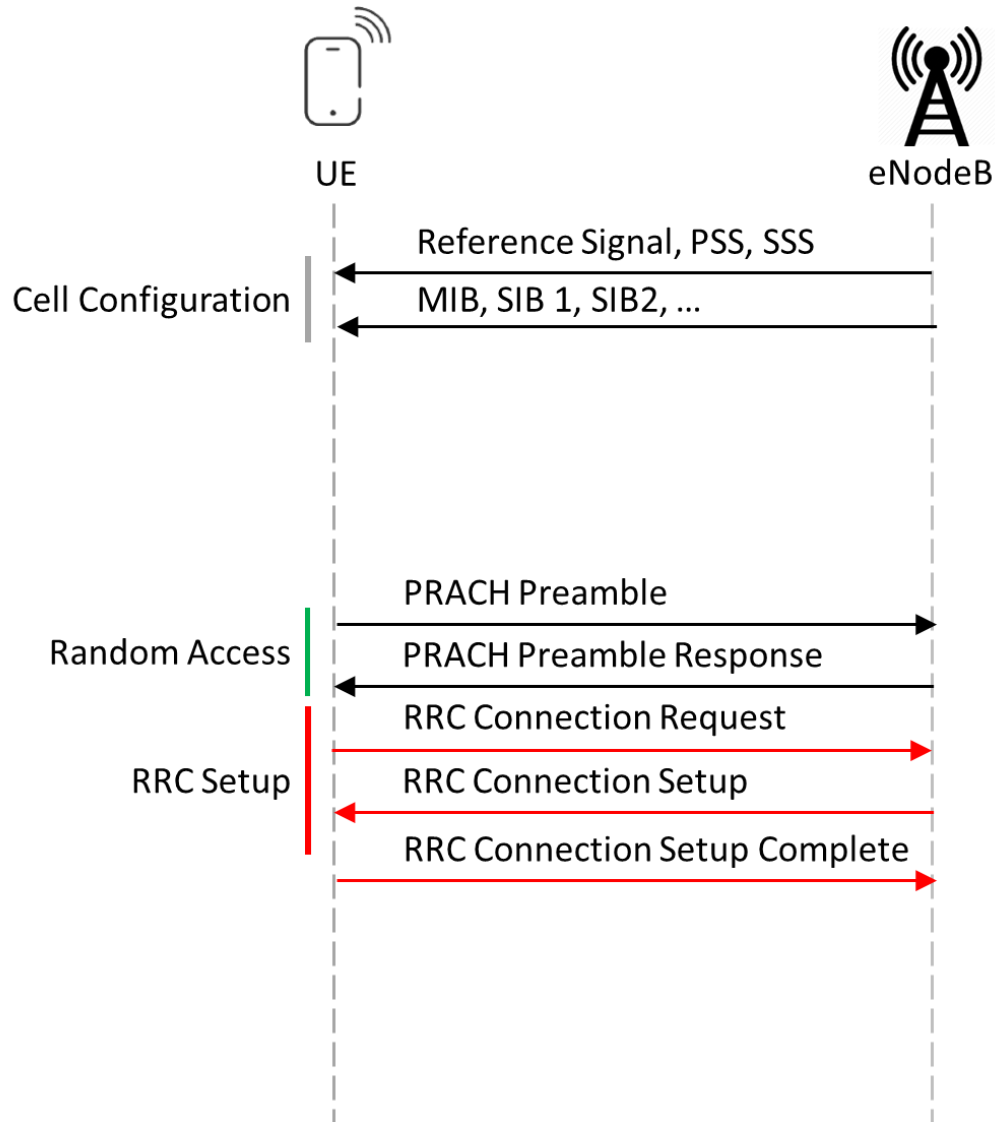 UE
eNodeB
Reference Signal, PSS, SSS
Cell Configuration
MIB, SIB 1, SIB2, ...
PRACH Preamble
Random Access
PRACH Preamble Response
RRC Connection Request
RRC Setup
RRC Connection Setup
RRC Connection Setup Complete